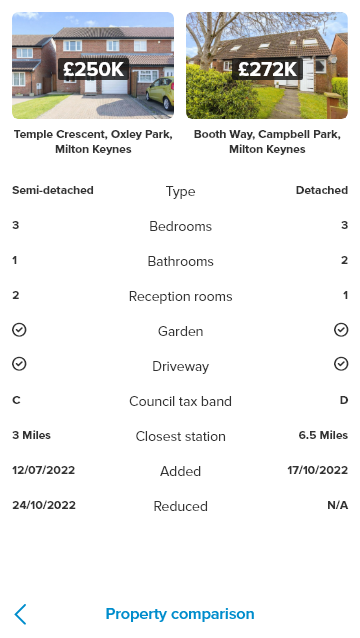 £250K
£272K
Temple Crescent, Oxley Park,
Milton Keynes
Booth Way, Campbell Park,
Milton Keynes
Semi-detached Type Detached
3 Bedrooms 3
1 Bathrooms 2
2 Reception rooms 1
Garden
Driveway
C Council tax band D
3 Miles Closest station 6.5 Miles
12/07/2022 Added 17/10/2022
24/10/2022 Reduced N/A
Property comparison